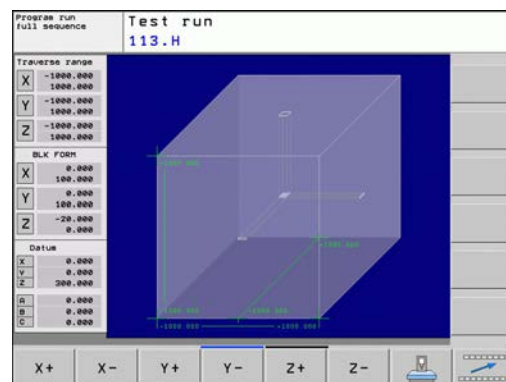 Program run
full sequence
Test run
113.H
Traverse range
X -1000.000
1000.000
Y -1000.000
1000.000
Z -1000.000
1000.000
BLK FORM
X 0.000
100.000
Y 0.000
100.000
Z -20.000
0.000
Datum
X 0.000
Y 0.000
Z 300.000
A 0.000
B 0.000
C 0.000
X+ X- Y+ Y- Z+ Z-